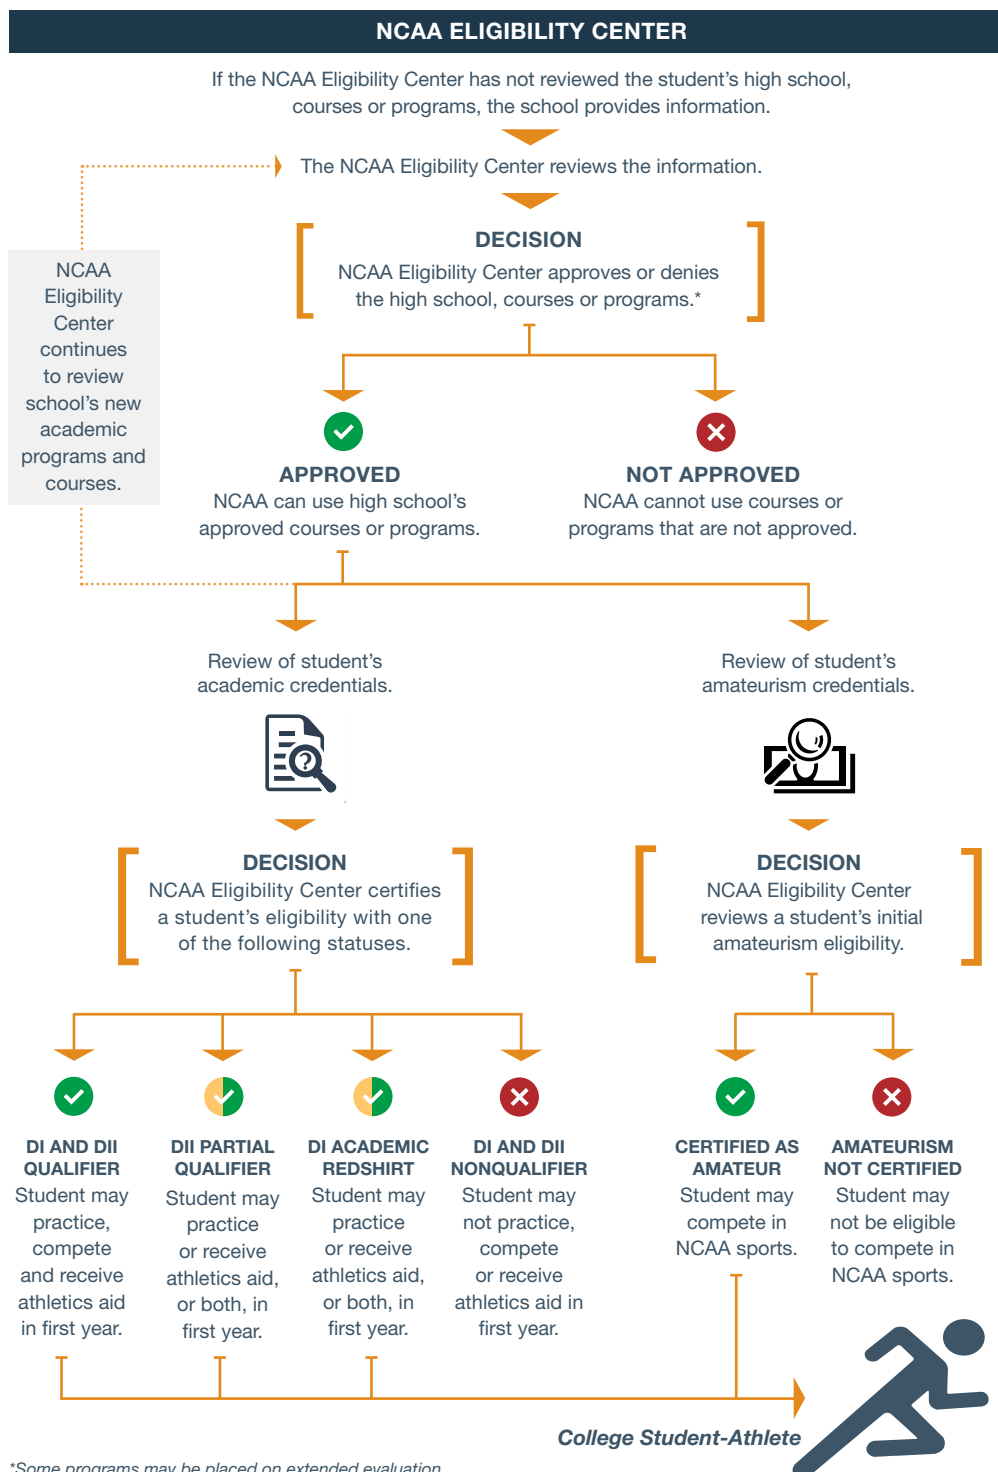 NCAA ELIGIBILITY CENTER
If the NCAA Eligibility Center has not reviewed the student’s high school,
courses or programs, the school provides information.
The NCAA Eligibility Center reviews the information.
DECISION
NCAA Eligibility Center approves or denies
the high school, courses or programs.*
NCAA
Eligibility
Center
continues
to review
school’s new
academic
programs and
courses.
APPROVED
NCAA can use high school’s
approved courses or programs.
NOT APPROVED
NCAA cannot use courses or
programs that are not approved.
Review of student’s
academic credentials.
Review of student’s
amateurism credentials.
?
DECISION
NCAA Eligibility Center certifies
a student’s eligibility with one
of the following statuses.
DECISION
NCAA Eligibility Center
reviews a student’s initial
amateurism eligibility.
DI AND DII
QUALIFIER
Student may
practice,
compete
and receive
athletics aid
in first year.
DII PARTIAL
QUALIFIER
Student may
practice
or receive
athletics aid,
or both, in
first year.
DI ACADEMIC
REDSHIRT
Student may
practice
or receive
athletics aid,
or both, in
first year.
DI AND DII
NONQUALIFIER
Student may
not practice,
compete
or receive
athletics aid in
first year.
CERTIFIED AS
AMATEUR
Student may
compete in
NCAA sports.
AMATEURISM
NOT CERTIFIED
Student may
not be eligible
to compete in
NCAA sports.
College Student-Athlete
*Some programs may be placed on extended evaluation